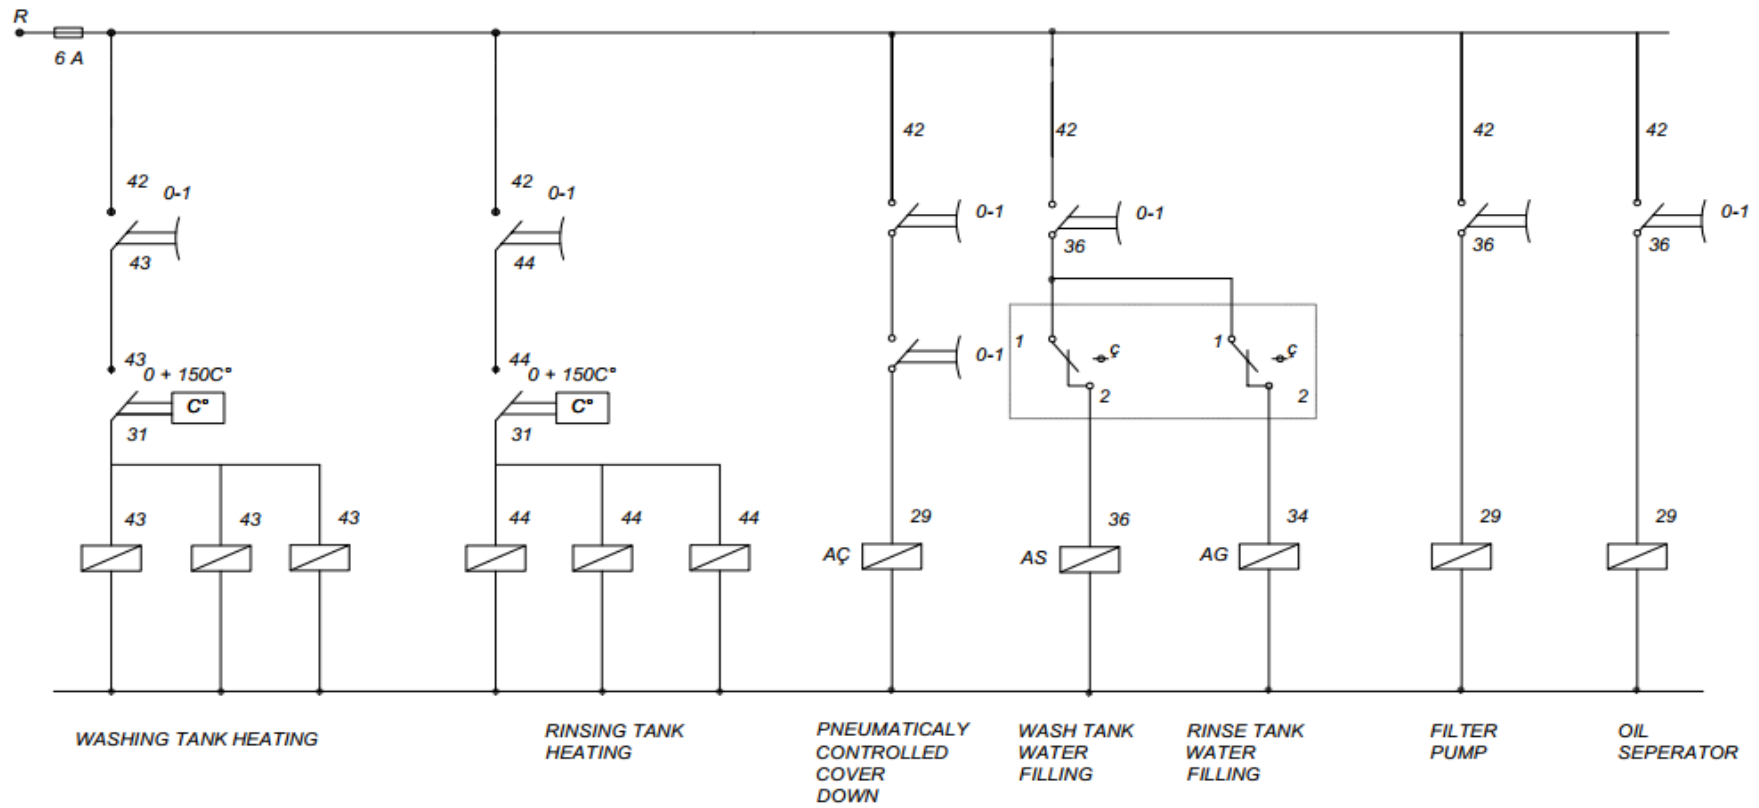 R
6 A
42
42
42
42
42
42
0-1
0-1
0-1
0-1
0-1
43
44
36
36
36
43
44
0-1
1
ç
1
ç
0 + 150C°
0 + 150C°
C°
C°
2
2
31
31
43
43
43
44
44
44
29
36
34
29
29
AÇ
AS
AG
WASHING TANK HEATING
RINSING TANK
HEATING
PNEUMATICALY
CONTROLLED
COVER
DOWN
WASH TANK
WATER
FILLING
RINSE TANK
WATER
FILLING
FILTER
PUMP
OIL
SEPERATOR